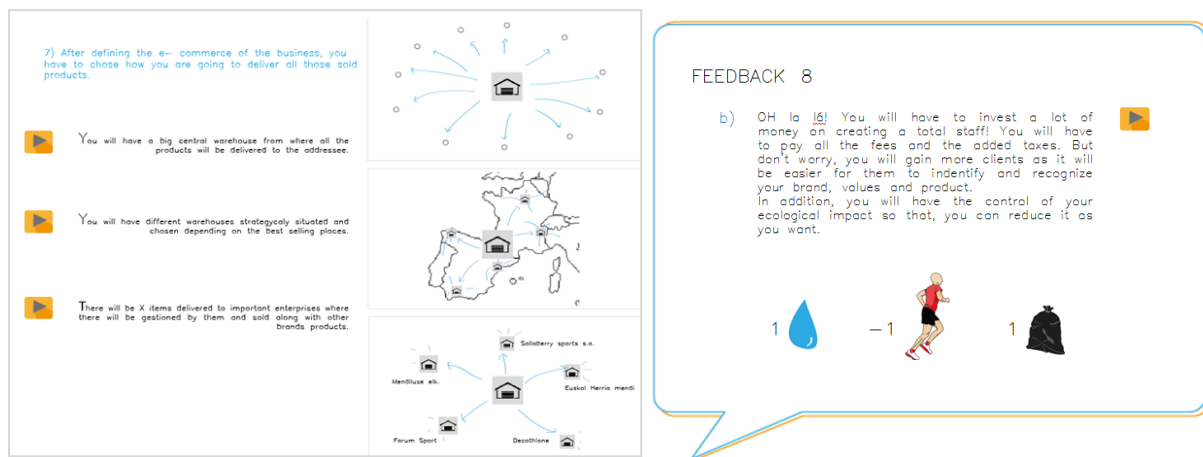 7) After defining the e- commerce of the business, you
have to chose how you are going to deliver all those sold
products.
You will have a big central warehouse from where all the
products will be delivered to the addressee.
You will have different warehouses strategycaly situated and
chosen depending on the best selling places.
There will be X items delivered to important enterprises where
there will be gestioned by them and sold along with other
brands products.
Sallaberry sports s.a.
Mendiluse elk.
Euskal Herria mendi
Forum Sport
Decathlone
FEEDBACK 8
b) OH la lá! You will have to invest a lot of
money on creating a total staff! You will have
to pay all the fees and the added taxes. But
don't worry, you will gain more clients as it will
be easier for them to indentify and recognize
your brand, values and product.
In addition, you will have the control of your
ecological impact so that, you can reduce it as
you want.
1
-1
1